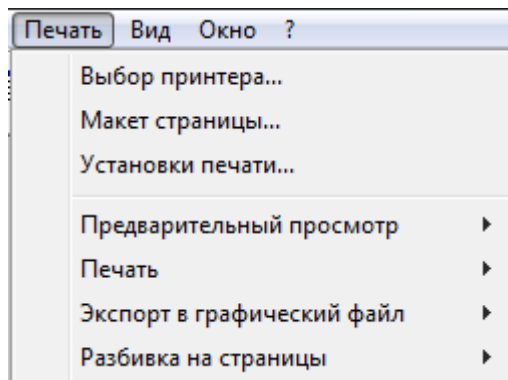 Печать Вид Окно ?
Выбор принтера...
Макет страницы...
Установки печати...
Предварительный просмотр
Печать
Экспорт в графический файл
Разбивка на страницы